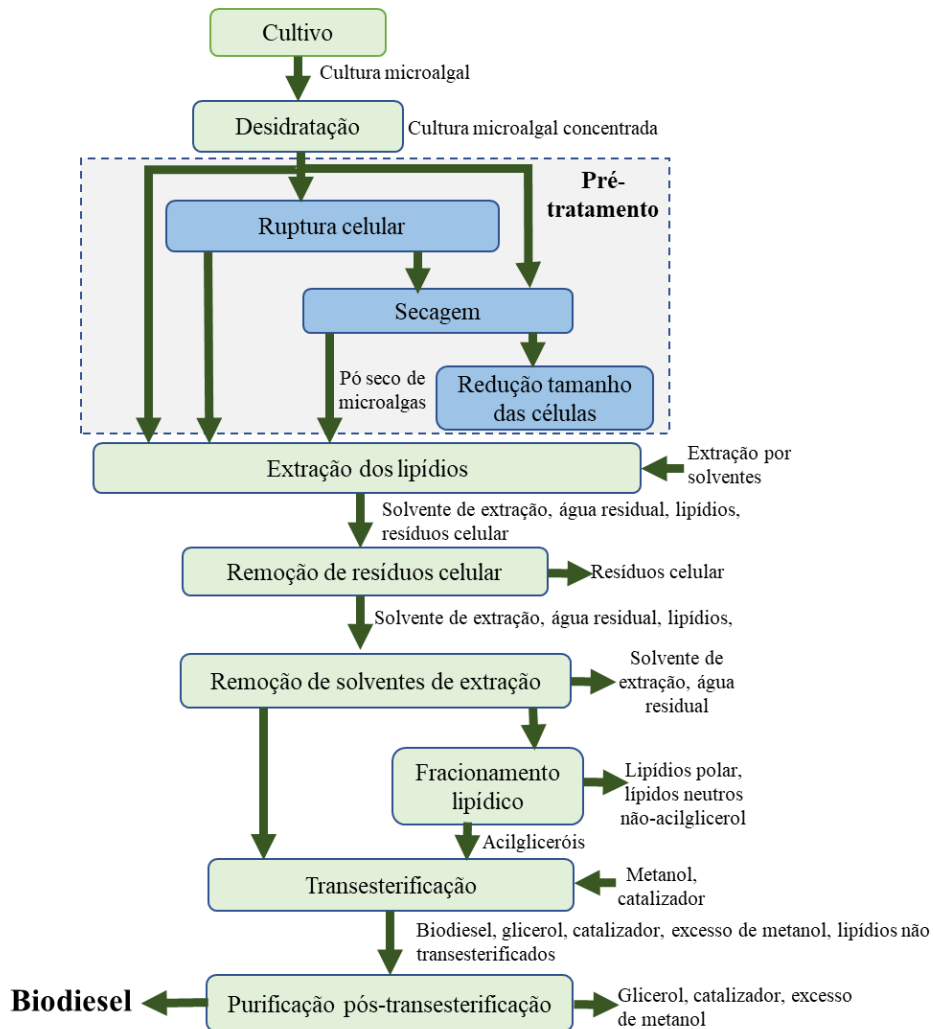 Cultivo
Cultura microalgal
Desidratação
Cultura microalgal concentrada
Pré-
tratamento
Ruptura celular
Secagem
Pó seco de
microalgas
Redução tamanho
das células
Extração dos lipídios
Extração por
solventes
Solvente de extração, água residual, lipídios,
resíduos celular
Remoção de resíduos celular
Resíduos celular
Solvente de extração, água residual, lipídios,
Remoção de solventes de extração
Solvente de
extração, água
residual
Fracionamento
lipídico
Lipídios polar,
lípidos neutros
não-acilglicerol
Acilgliceróis
Transesterificação
Metanol,
catalizador
Biodiesel, glicerol, catalizador, excesso de metanol, lipídios não
transesterificados
Biodiesel
Purificação pós-transesterificação
Glicerol, catalizador, excesso
de metanol